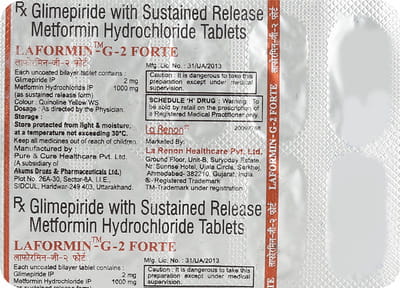 Rx Glimepiride with Sustained Release
Metformin Hydrochloride Tablets
LAFORMIN™-G-2 FORTE
लाफोरमिन-जी-२ फोर्ट
Each uncoated bilayer tablet contains :
Glimepiride IP 2 mg
Metformin Hydrochloride IP 1000 mg
(as sustained release form)
Colour : Quinoline Yellow WS
Dosage : As directed by the Physician.
Storage :
Store protected from light & moisture,
at a temperature not exceeding 30°C.
Keep all medicines out of reach of children.
Manufactured by
Pure & Cure Healthcare Pvt. Ltd.
(A subsidiary of
Akums Drugs & Pharmaceuticals Ltd.)
Plot No. 26A-30, Sector-8A, I.I.E.,
SIDCUL, Haridwar-249 403, Uttarakhand.
Mfg. Lic. No. : 31/UA/2013
Caution : It is dangerous to take this
preparation except under medical
supervision.
SCHEDULE 'H' DRUG : Warning : To
be sold by retail on the prescription of
a Registered Medical Practitioner only.
La Renon
Marketed By:
La Renon Healthcare Pvt. Ltd.
Ground Floor, Unit-B, Suryoday Estate,
Nr. Sunrise Hotel, Ujala Circle, Sarkhej,
Ahmedabad-382210, Gujarat, India.
®- Registered Trademark
TM-Trademark under registration
LAFORMIN-G-2 FORTE
लाफोरमिन-जी-२ फोर्ट
Rx Glimepiride with Sustained Release
Metformin Hydrochloride Tablets
LAFORMIN™-G-2 FORTE
लाफोरमिन-जी-२ फोर्ट
Each uncoated bilayer tablet contains :
Glimepiride IP 2 mg
Metformin Hydrochloride IP 1000 mg
Mfg. Lic. No. : 31/UA/2013
Caution : It is dangerous to take this
preparation except under medical
supervision.